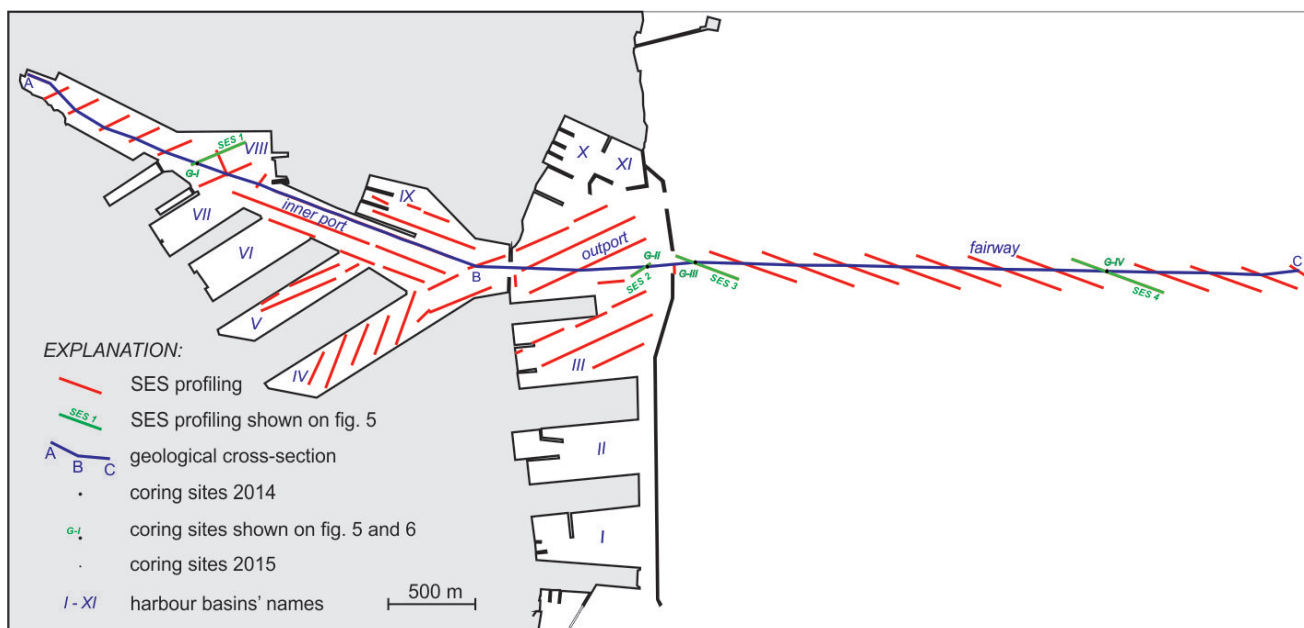 A
SES 1
VIII
G-I
X
XI
IX
VII
inner port
VI
outport
G-II
fairway
B
SES 2
G-III
SES 3
G-IV
SES 4
C
V
IV
III
II
I
EXPLANATION:
SES profiling
SES 1 SES profiling shown on fig. 5
A B C geological cross-section
coring sites 2014
G-I coring sites shown on fig. 5 and 6
coring sites 2015
I - XI harbour basins' names
500 m